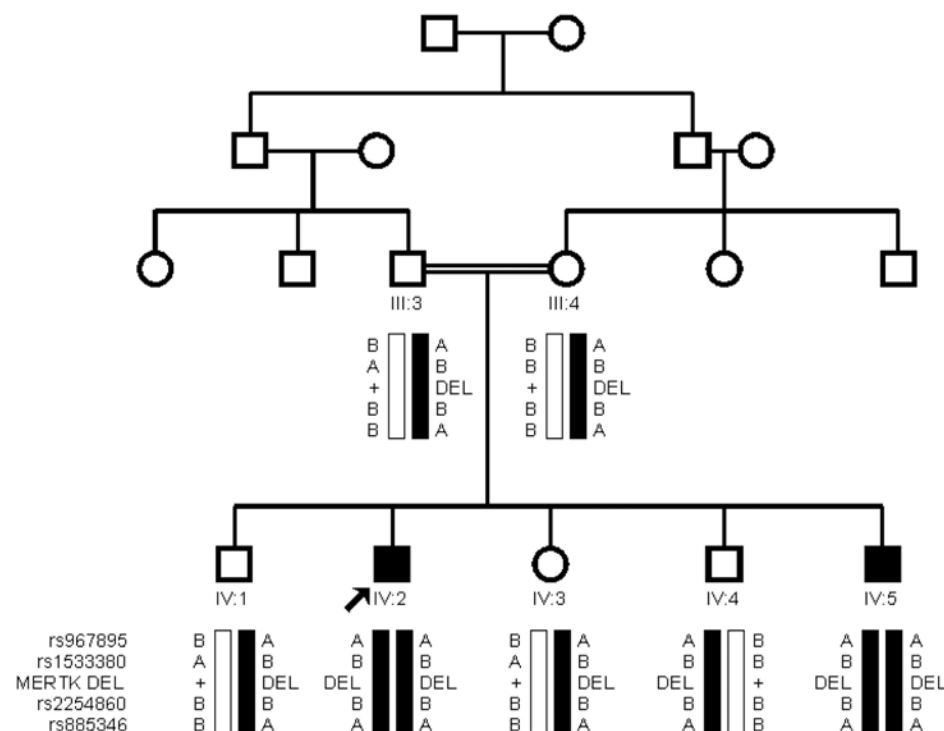 III:3 III:4
B A B A
A B B B
+ DEL + DEL
B B B B
B A B A
IV:1 IV:2 IV:3 IV:4 IV:5
rs967895 B A A A B A A B A A
rs1533380 A B B B A B B B B B
MERTK DEL + DEL DEL DEL + DEL DEL + DEL DEL
rs2254860 B B B B B B B B B B
rs885346 B A A A B A A B A A